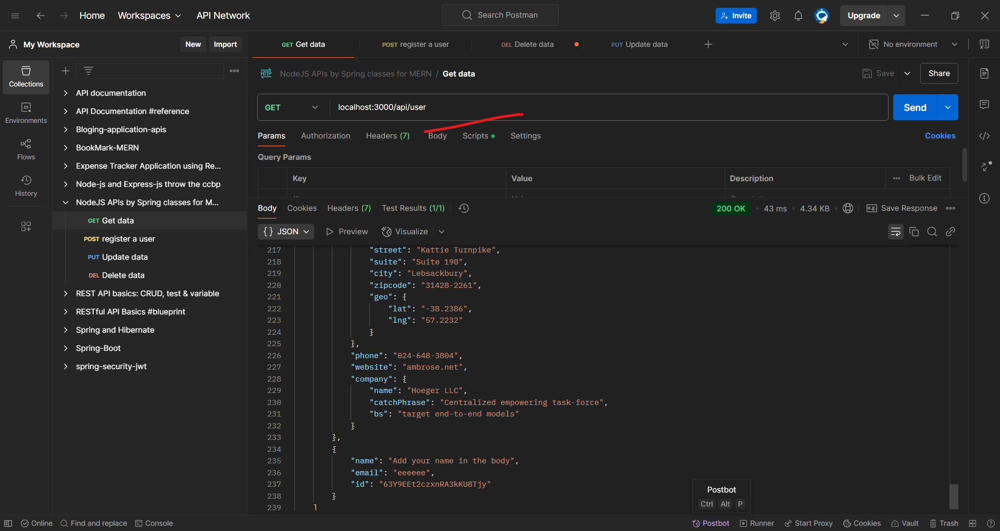 Home Workspaces API Network Search Postman Invite Upgrade
My Workspace New Import GET Get data POST register a user DEL Delete data PUT Update data No environment
HTTP NodeJS APIs by Spring classes for MERN / Get data Save Share
GET localhost:3000/api/user Send
Params Authorization Headers (7) Body Scripts Settings Cookies
Query Params
Key Value Description Bulk Edit
Collections
Environments
Flows
History
API documentation
API Documentation #reference
Bloging-application-apis
BookMark-MERN
Expense Tracker Application using Re...
Node-js and Express-js throw the ccbp
NodeJS APIs by Spring classes for M...
GET Get data
POST register a user
PUT Update data
DEL Delete data
REST API basics: CRUD, test & variable
RESTful API Basics #blueprint
Spring and Hibernate
Spring-Boot
spring-security-jwt
Body Cookies Headers (7) Test Results (1/1) 200 OK 43 ms 4.34 KB e.g. Save Response
{} JSON Preview Visualize
217 "street": "Kattie Turnpike",
218 "suite": "Suite 198",
219 "city": "Lebsackbury",
220 "zipcode": "31428-2261",
221 "geo": {
222 "lat": "-38.2386",
223 "lng": "57.2232"
224 }
225 },
226 "phone": "024-648-3804",
227 "website": "ambrose.net",
228 "company": {
229 "name": "Hoeger LLC",
230 "catchPhrase": "Centralized empowering task-force",
231 "bs": "target end-to-end models"
232 }
233 },
234 {
235 "name": "Add your name in the body",
236 "email": "eeeeee",
237 "id": "63Y9EEt2czxnRA3kKU8Tjy"
238 }
239 ]
Postbot
Ctrl Alt P
Online Find and replace Console Postbot Runner Start Proxy Cookies Vault Trash